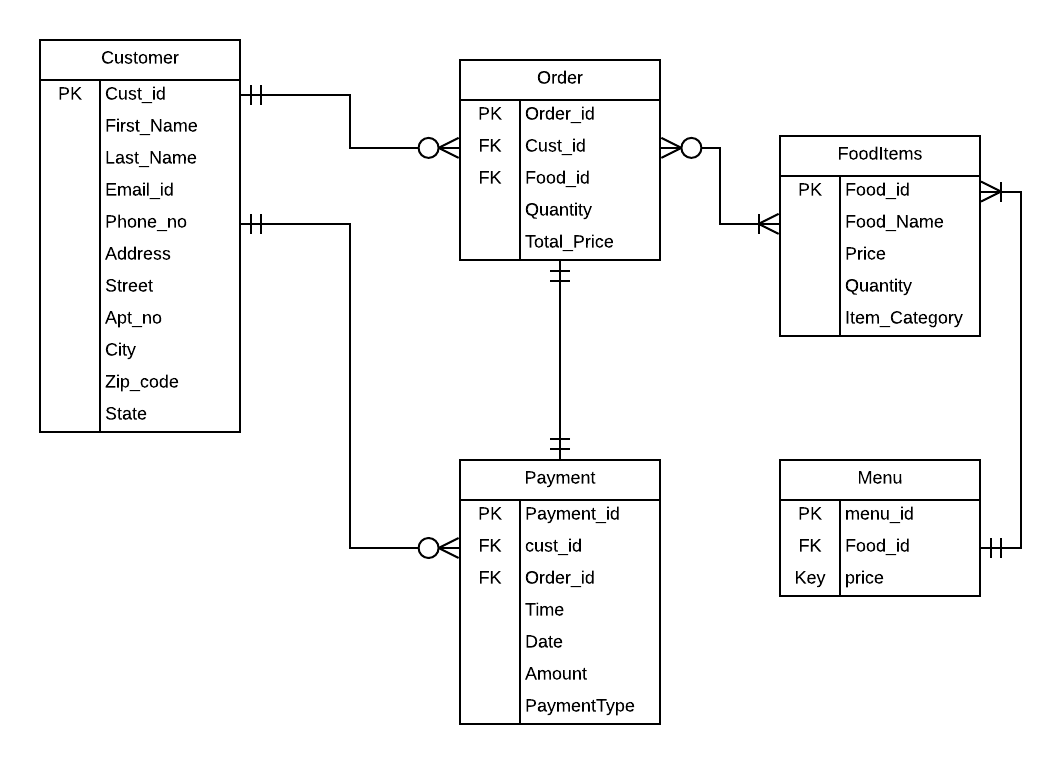 Customer
PK Cust_id
First_Name
Last_Name
Email_id
Phone_no
Address
Street
Apt_no
City
Zip_code
State
Order
PK Order_id
FK Cust_id
FK Food_id
Quantity
Total_Price
FoodItems
PK Food_id
Food_Name
Price
Quantity
Item_Category
Payment
PK Payment_id
FK cust_id
FK Order_id
Time
Date
Amount
PaymentType
Menu
PK menu_id
FK Food_id
Key price